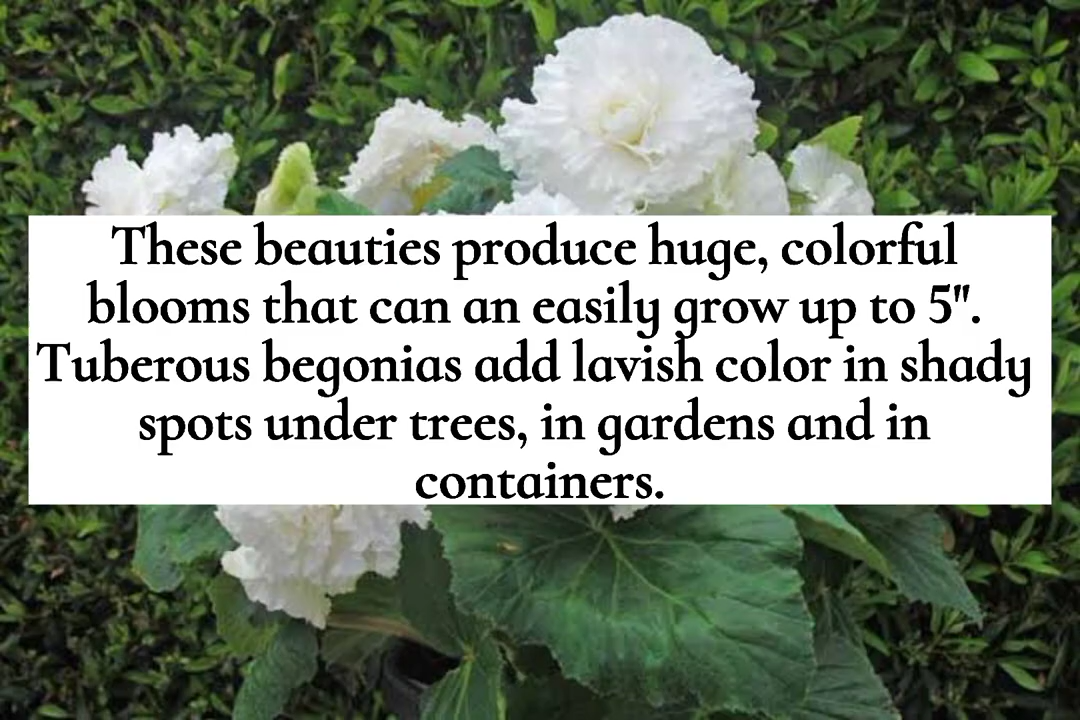 These beauties produce huge, colorful
blooms that can an easily grow up to 5".
Tuberous begonias add lavish color in shady
spots under trees, in gardens and in
containers.